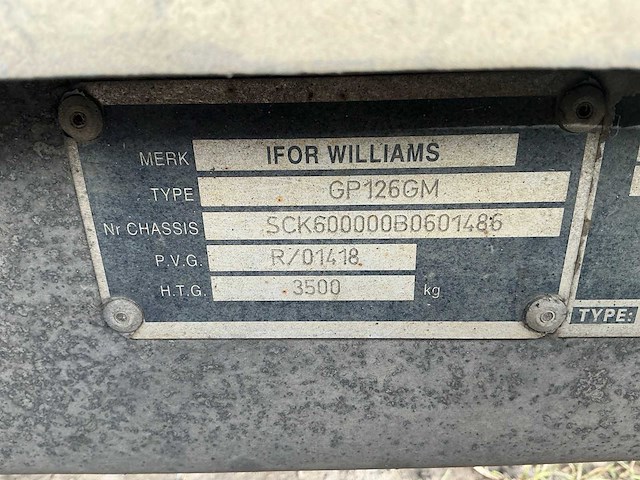 MERK IFOR WILLIAMS
TYPE GP126GM
Nr CHASSIS SCK600000B0601486
P.V.G. R/01418
H.T.G. 3500 kg
TYPE: